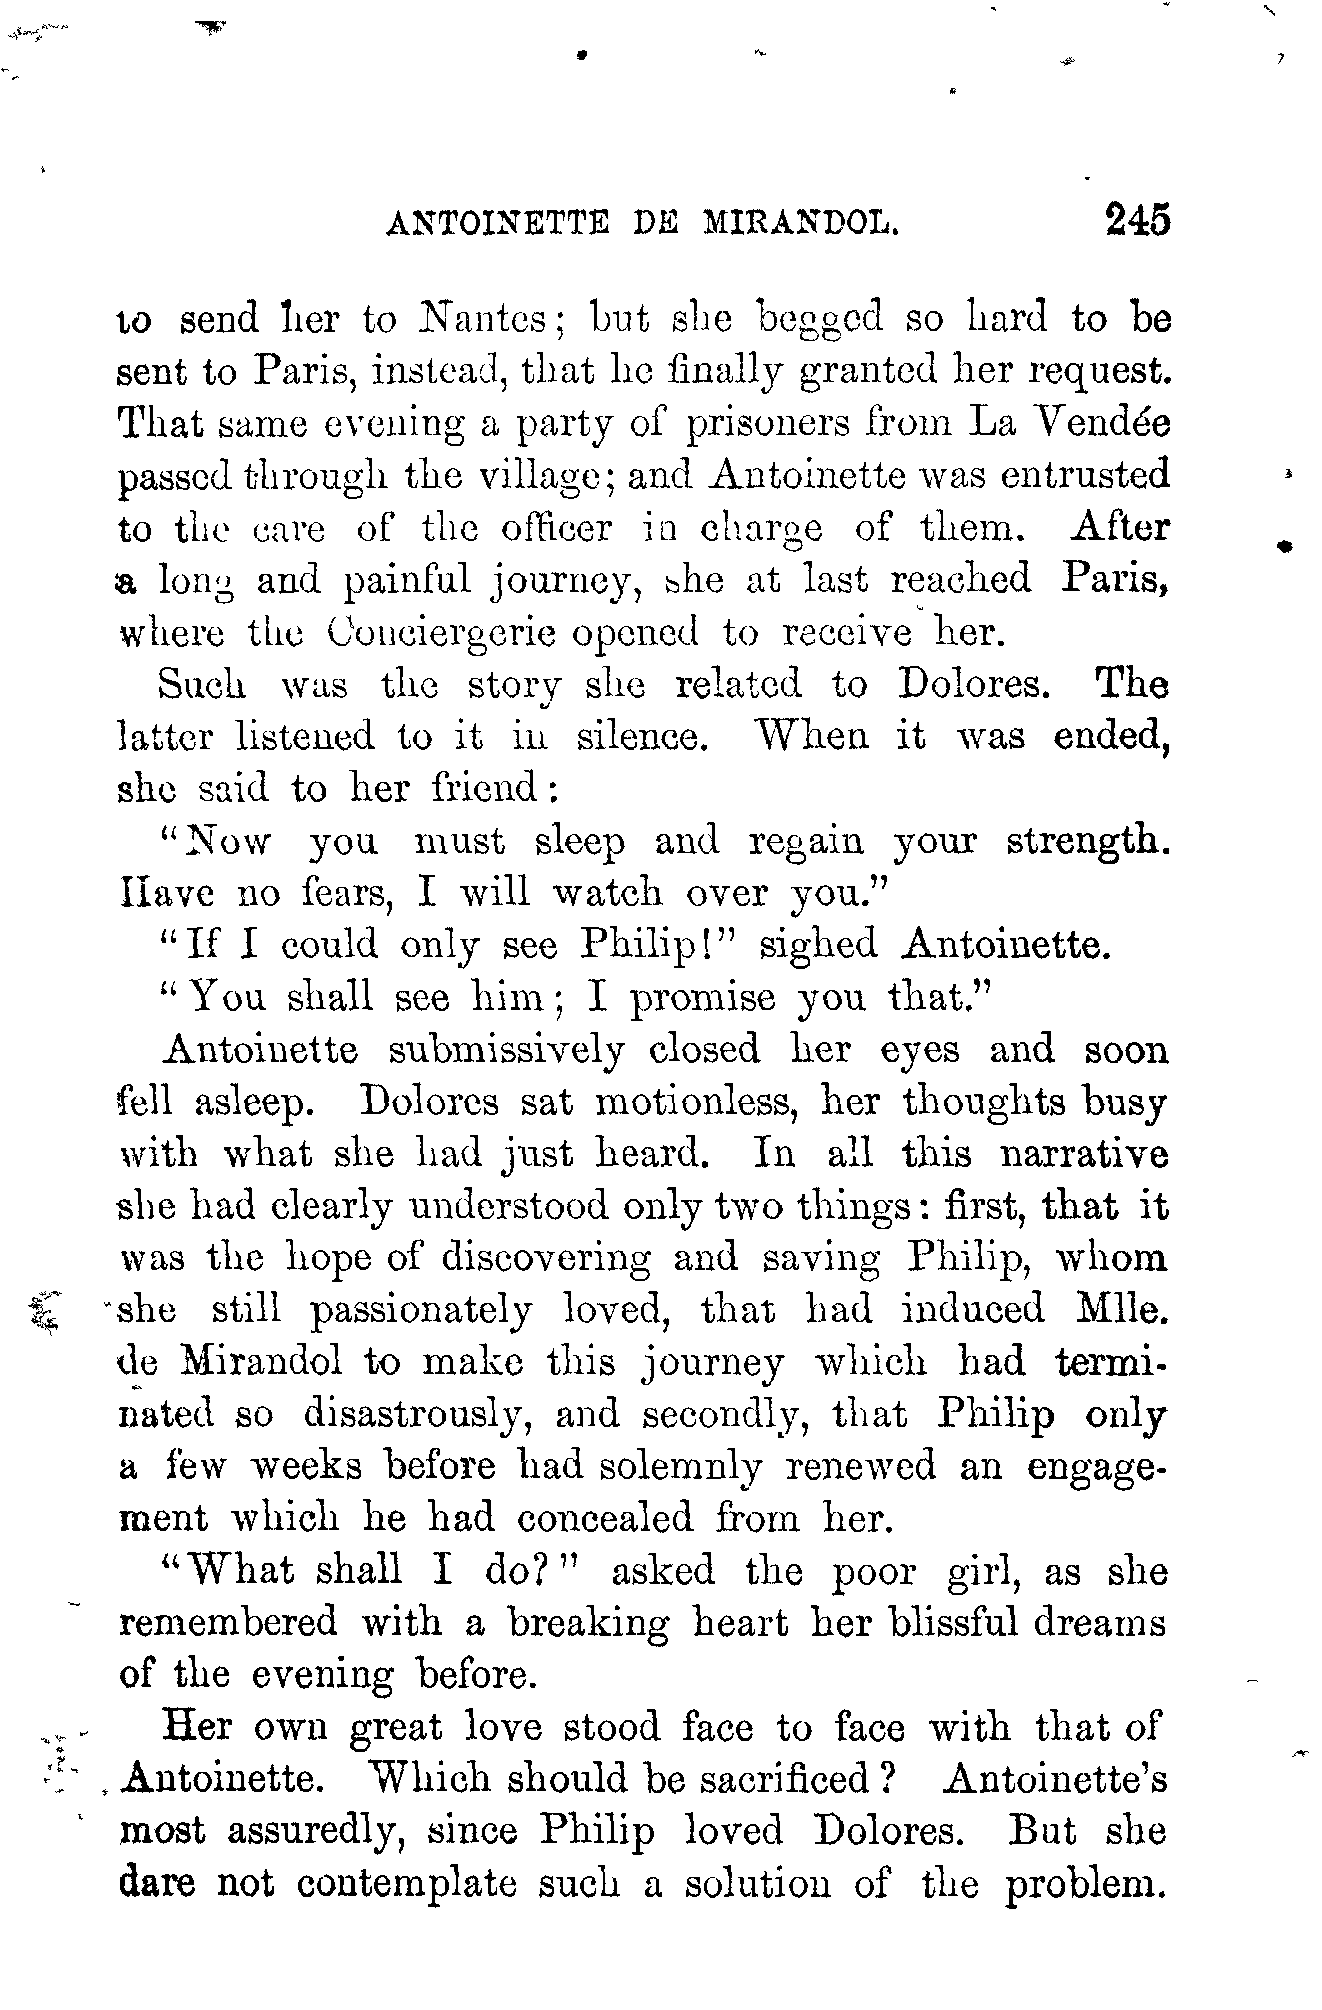 ANTOINETTE DE MIRANDOL. 245
to send her to Nantes; but she begged so hard to be
sent to Paris, instead, that he finally granted her request.
That same evening a party of prisoners from La Vendée
passed through the village; and Antoinette was entrusted
to the care of the officer in charge of them. After
a long and painful journey, she at last reached Paris,
where the Conciergerie opened to receive her.
Such was the story she related to Dolores. The
latter listened to it in silence. When it was ended,
she said to her friend:
"Now you must sleep and regain your strength.
Have no fears, I will watch over you."
"If I could only see Philip!" sighed Antoinette.
"You shall see him; I promise you that."
Antoinette submissively closed her eyes and soon
fell asleep. Dolores sat motionless, her thoughts busy
with what she had just heard. In all this narrative
she had clearly understood only two things: first, that it
was the hope of discovering and saving Philip, whom
she still passionately loved, that had induced Mlle.
de Mirandol to make this journey which had termi-
nated so disastrously, and secondly, that Philip only
a few weeks before had solemnly renewed an engage-
ment which he had concealed from her.
"What shall I do?" asked the poor girl, as she
remembered with a breaking heart her blissful dreams
of the evening before.
Her own great love stood face to face with that of
Antoinette. Which should be sacrificed? Antoinette's
most assuredly, since Philip loved Dolores. But she
dare not contemplate such a solution of the problem.